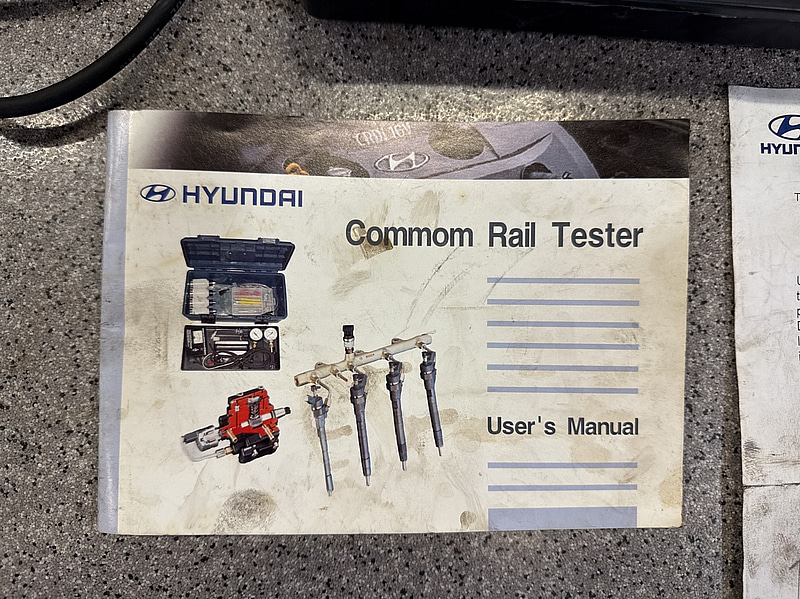 CRDi 16V
HYUNDAI
Commom Rail Tester
User's Manual
HYUN
T
U